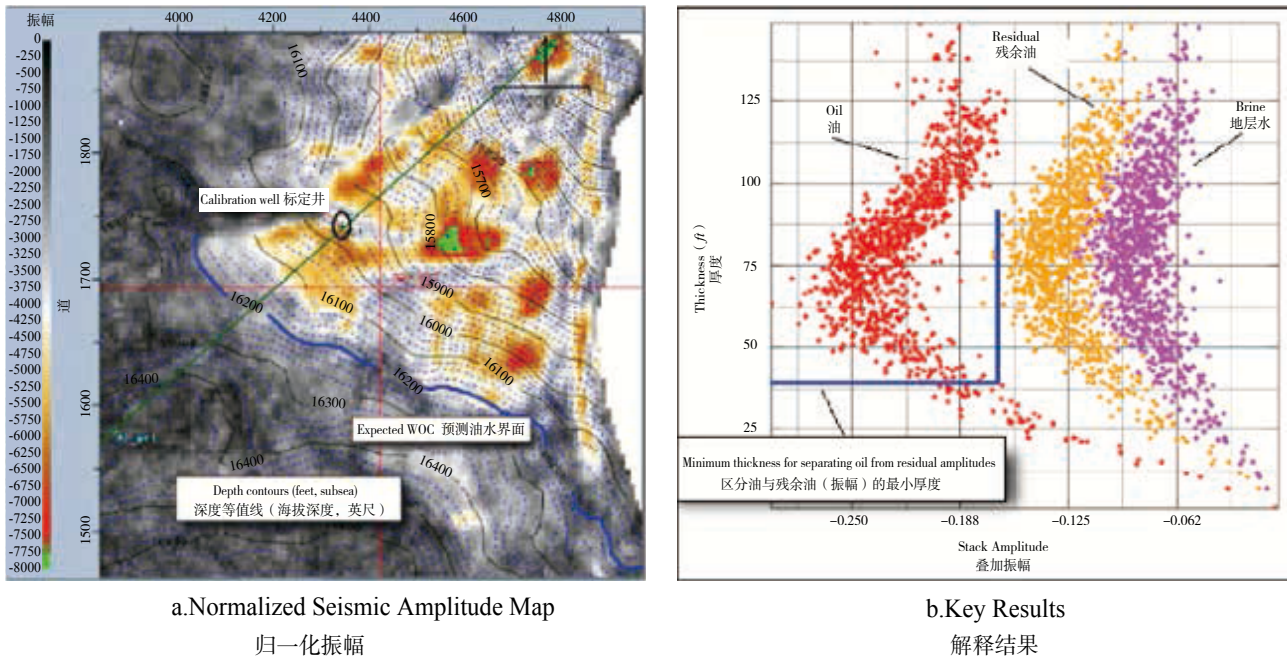 振幅
0
-250
-500
-750
-1000
-1250
-1500
-1750
-2000
-2250
-2500
-2750
-3000
-3250
-3500
-3750
-4000
-4250
-4500
-4750
-5000
-5250
-5500
-5750
-6000
-6250
-6500
-6750
-7000
-7250
-7500
-7750
-8000
4000
4200
4400
4600
4800
道
1800
1700
1600
1500
16100
15700
Calibration well 标定井
15800
15900
16200
16100
16000
16100
16200
16400
16300
Expected WOC 预测油水界面
16400
16400
Depth contours (feet, subsea)
深度等值线（海拔深度，英尺）
a.Normalized Seismic Amplitude Map
归一化振幅
Residual
残余油
Oil
油
Brine
地层水
Thickness (ft)
厚度
125
100
75
50
25
Minimum thickness for separating oil from residual amplitudes
区分油与残余油（振幅）的最小厚度
-0.250
-0.188
-0.125
-0.062
Stack Amplitude
叠加振幅
b.Key Results
解释结果